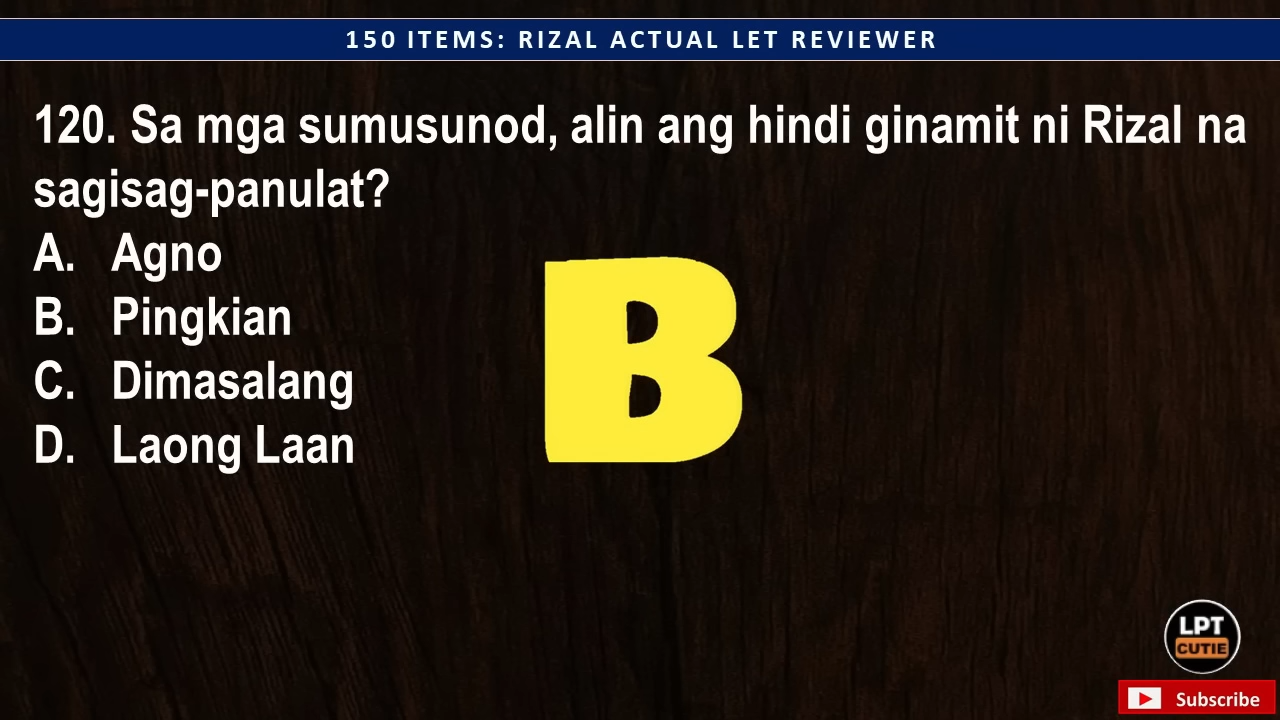 150 ITEMS: RIZAL ACTUAL LET REVIEWER
120. Sa mga sumusunod, alin ang hindi ginamit ni Rizal na
sagisag-panulat?
A. Agno
B. Pingkian
C. Dimasalang
D. Laong Laan
B
LPT
CUTIE
Subscribe